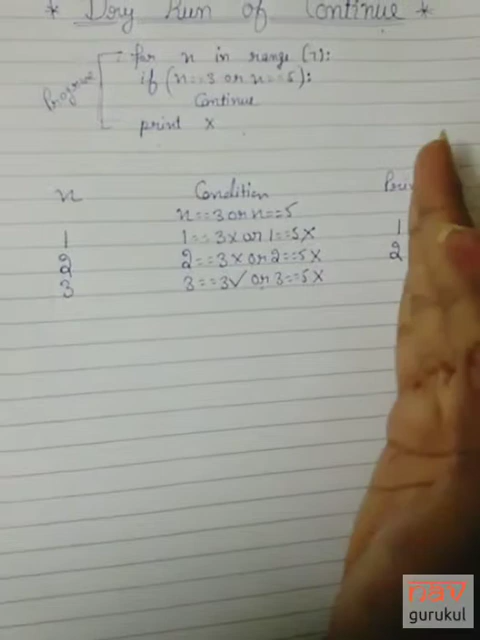 * Dry Run of Continue *
Program
for x in range (7):
if (x==3 or x==5):
Continue
print x
x Condition Prin
x==3 or x==5
1 1==3× or 1==5× 1
2 2==3× or 2==5× 2
3 3==3✓ or 3==5×
nav
gurukul